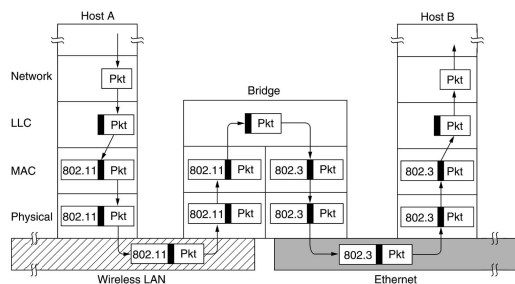 Host A
Host B
Network
Pkt
Pkt
Bridge
LLC
Pkt
Pkt
Pkt
MAC
802.11 Pkt
802.11 Pkt
802.3 Pkt
802.3 Pkt
Physical
802.11 Pkt
802.11 Pkt
802.3 Pkt
802.3 Pkt
802.11 Pkt
802.3 Pkt
Wireless LAN
Ethernet